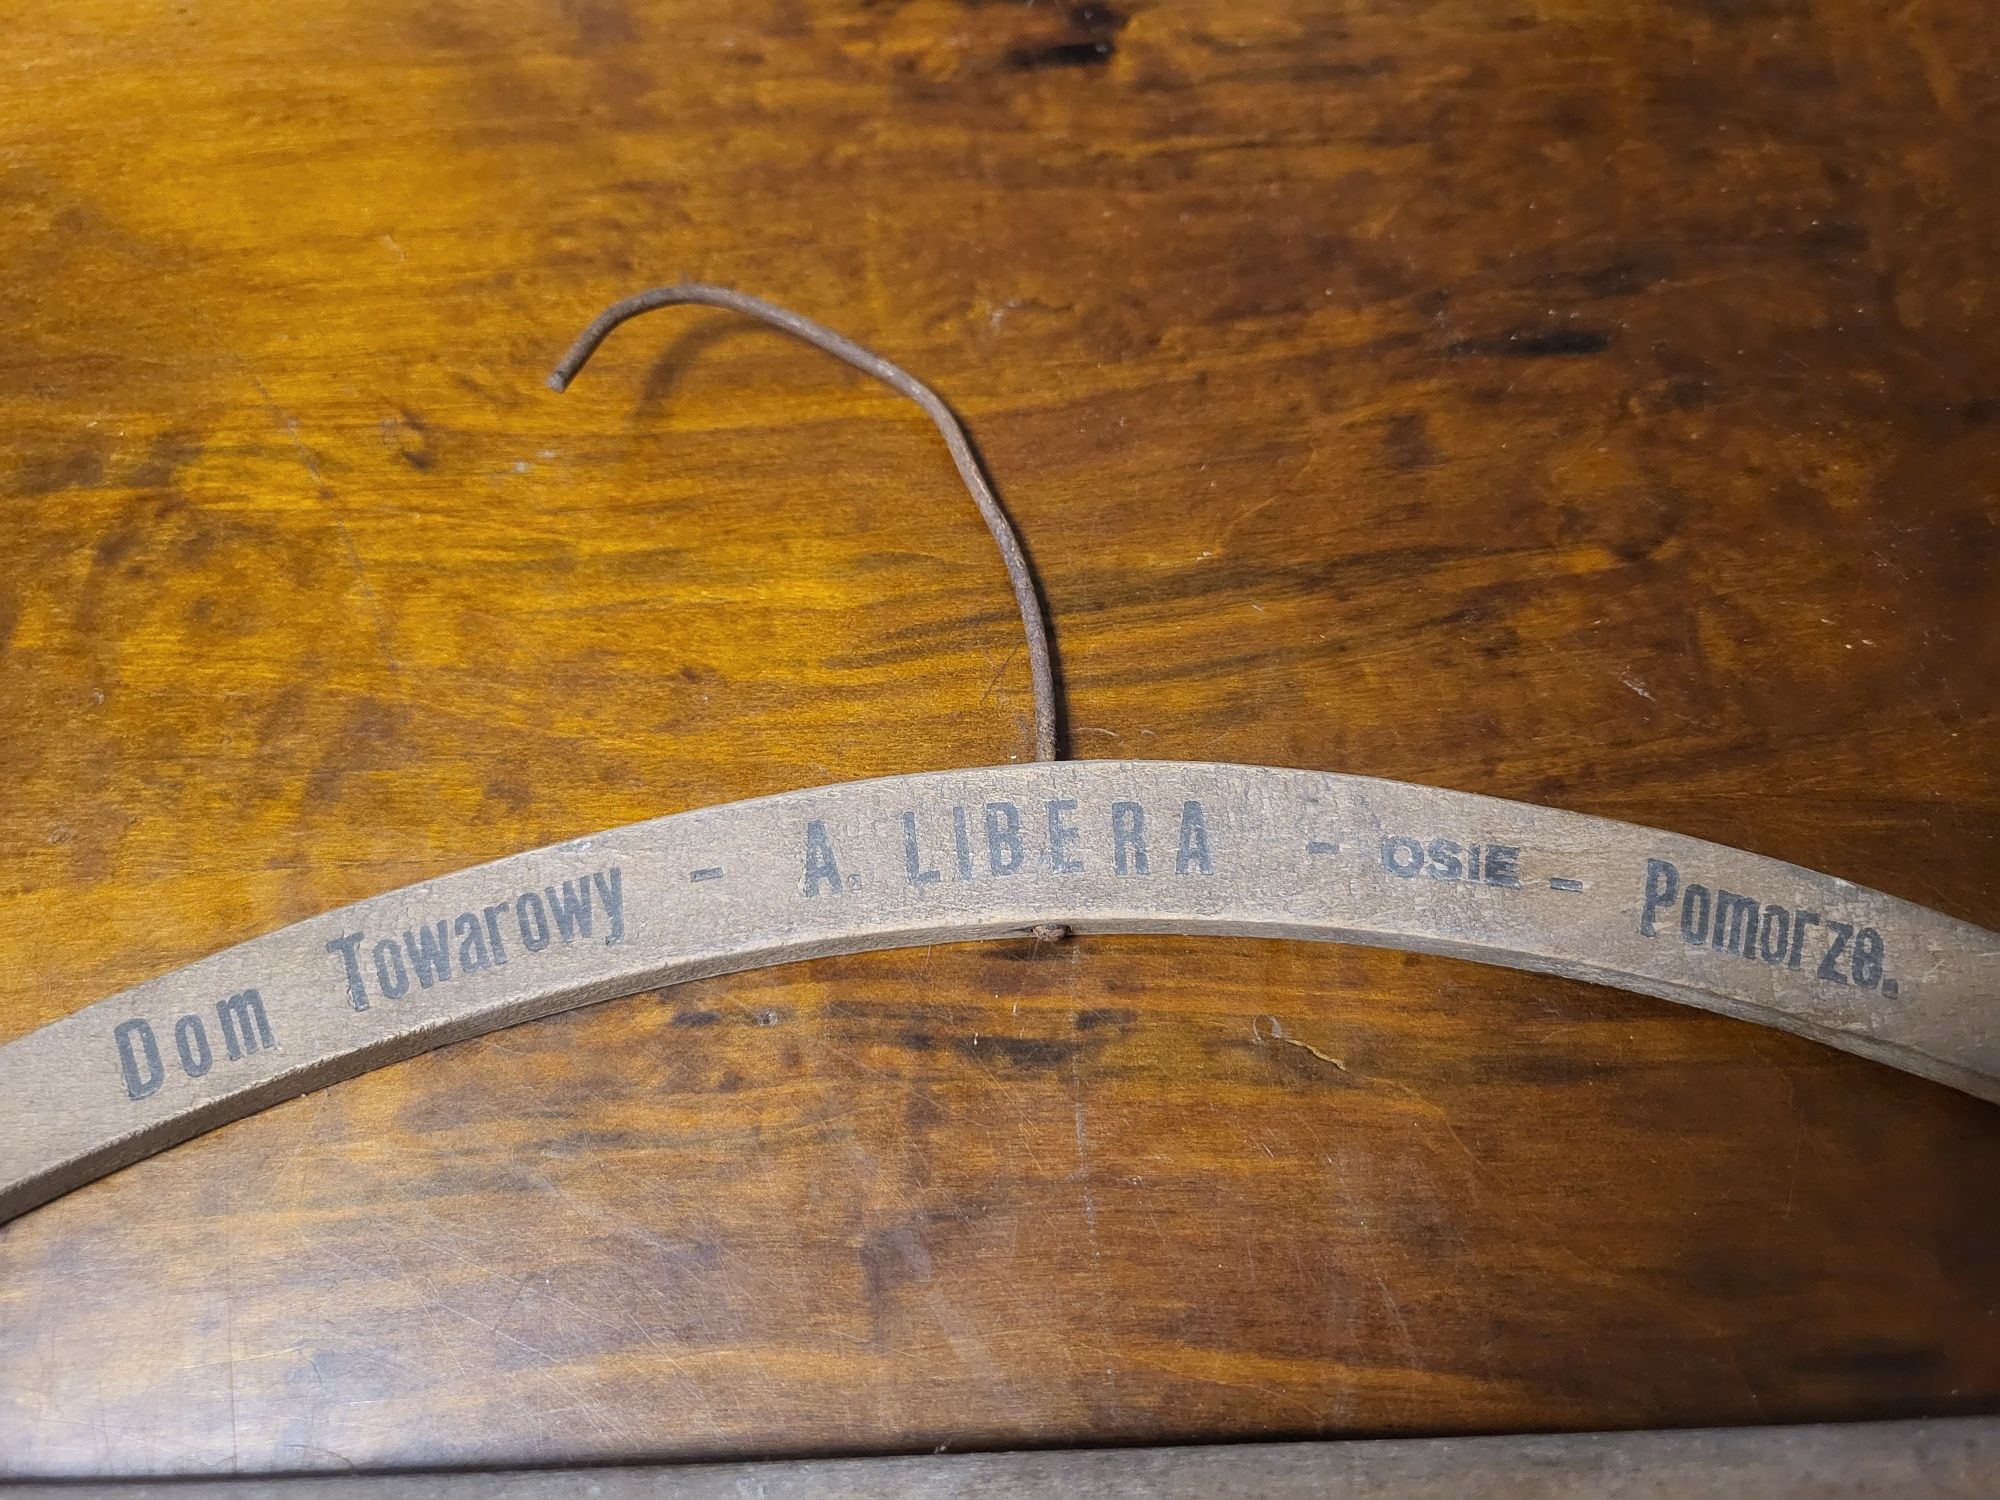 Dom Towarowy - A. LIBERA - OSIE - Pomorze.